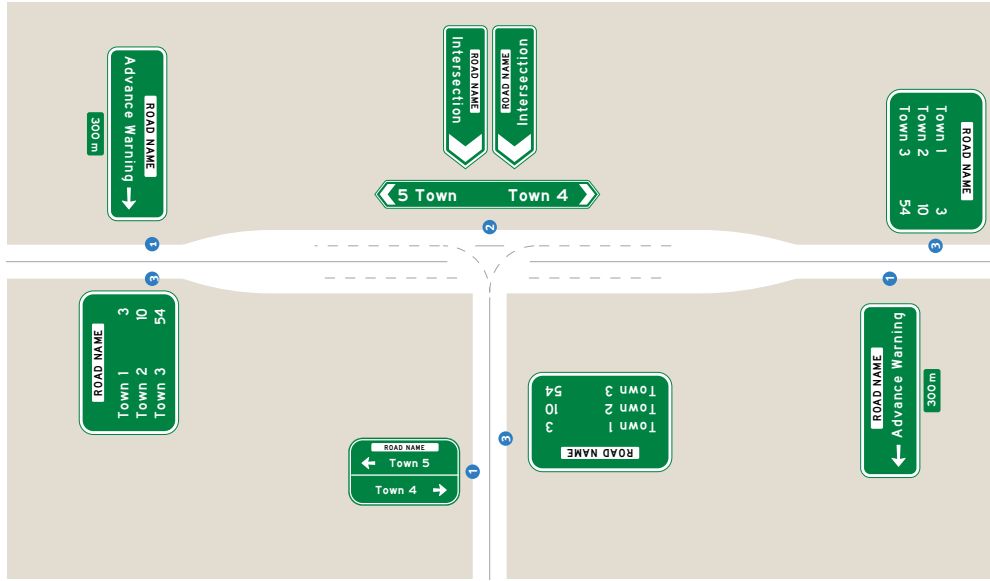 ROAD NAME
Advance Warning
300 m
Intersection
ROAD NAME
ROAD NAME
Intersection
5 Town Town 4
ROAD NAME
Town 1 3
Town 2 10
Town 3 54
1
2
3
3
1
ROAD NAME
Town 1 3
Town 2 10
Town 3 54
ROAD NAME
Town 5
Town 4
1
3
ROAD NAME
Town 1 3
Town 2 10
Town 3 54
ROAD NAME
Advance Warning
300 m